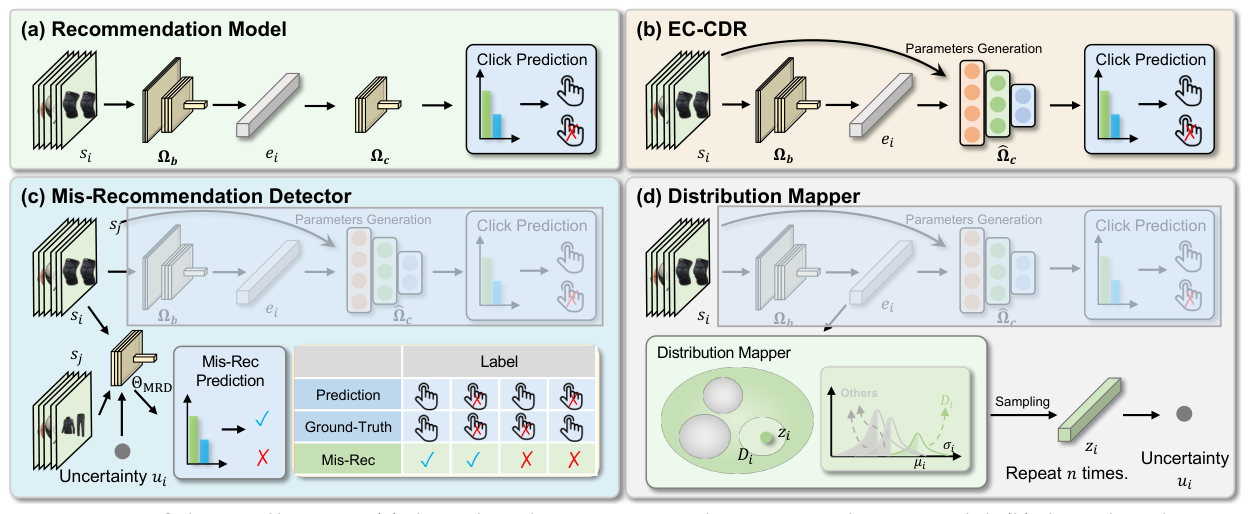 (a) Recommendation Model
Click Prediction
s_i
Ω_b
e_i
Ω_c
(b) EC-CDR
Parameters Generation
Click Prediction
s_i
Ω_b
e_i
Ω̂_c
(c) Mis-Recommendation Detector
s_j
Parameters Generation
Click Prediction
s_i
Ω_b
e_i
Ω̂_c
s_j
Θ_MRD
Uncertainty u_i
Mis-Rec
Prediction
✓
✗
Label
Prediction
Ground-Truth
Mis-Rec ✓ ✓ ✗ ✗
(d) Distribution Mapper
Parameters Generation
Click Prediction
s_i
Ω_b
e_i
Ω̂_c
Distribution Mapper
z_i
D_i
Others
D_i
σ_i
μ_i
Sampling
z_i
Repeat n times.
Uncertainty
u_i